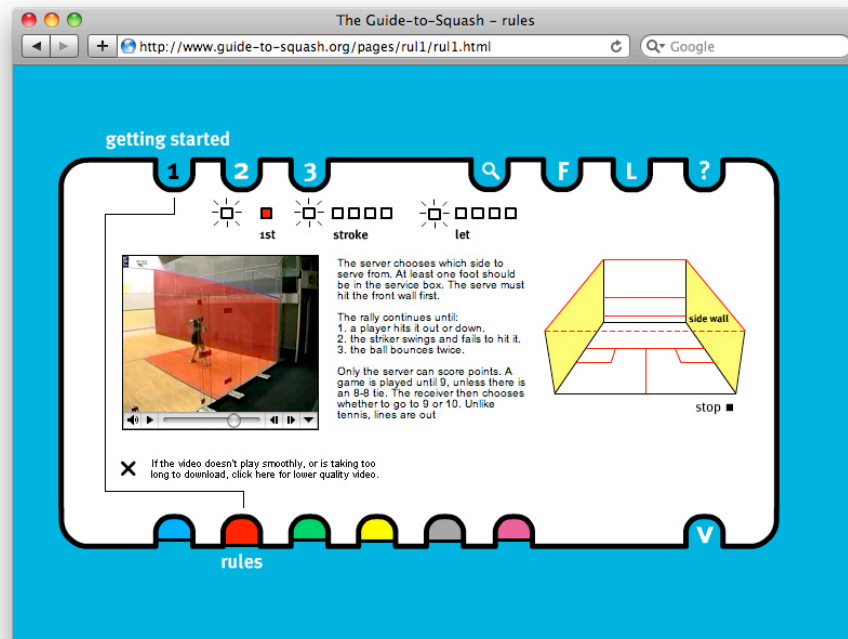 The Guide-to-Squash – rules
http://www.guide-to-squash.org/pages/rul1/rul1.html
Google
getting started
1 2 3 F L ?
1st stroke let
The server chooses which side to
serve from. At least one foot should
be in the service box. The serve must
hit the front wall first.
The rally continues until:
1. a player hits it out or down.
2. the striker swings and fails to hit it.
3. the ball bounces twice.
Only the server can score points. A
game is played until 9, unless there is
an 8-8 tie. The receiver then chooses
whether to go to 9 or 10. Unlike
tennis, lines are out
side wall
stop
If the video doesn't play smoothly, or is taking too
long to download, click here for lower quality video.
V
rules